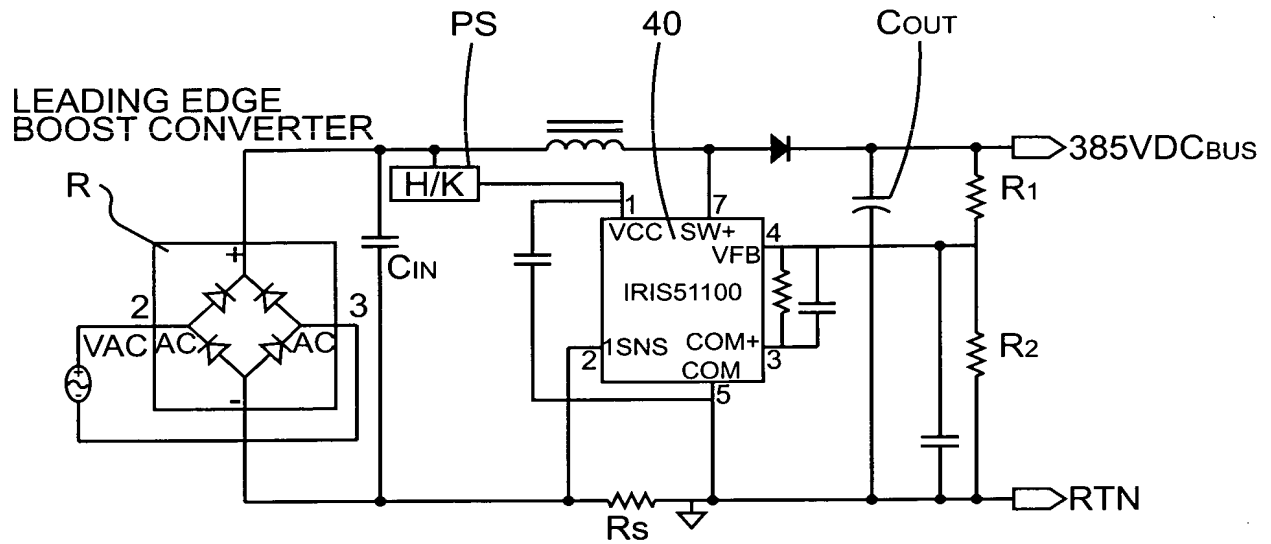 PS
40
COUT
LEADING EDGE
BOOST CONVERTER
385VDCBUS
R
H/K
R1
1
7
VCC
SW+
4
VFB
+
CIN
IRIS51100
2
3
VAC
AC
AC
R2
1SNS
COM+
2
3
COM
5
+
-
-
RTN
RS